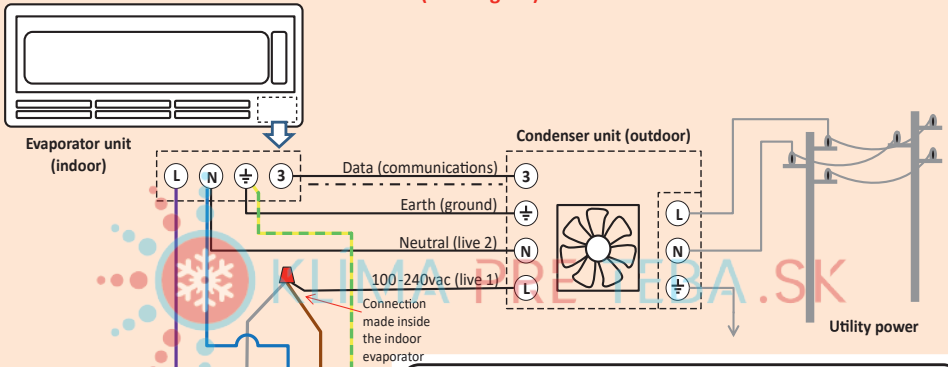 Evaporator unit
(indoor)
L
N
3
Data (communications)
Earth (ground)
Neutral (live 2)
100-240vac (live 1)
Connection
made inside
the indoor
evaporator
Condenser unit (outdoor)
3
N
L
L
N
Utility power
KLIMA PRE TEBA.SK